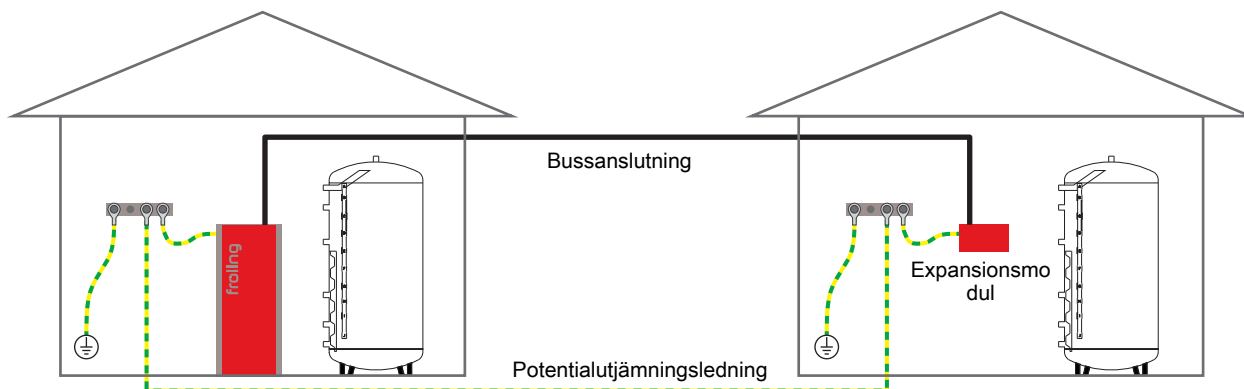 Bussanslutning
froling
Expansionsmo
dul
Potentialutjämningsledning